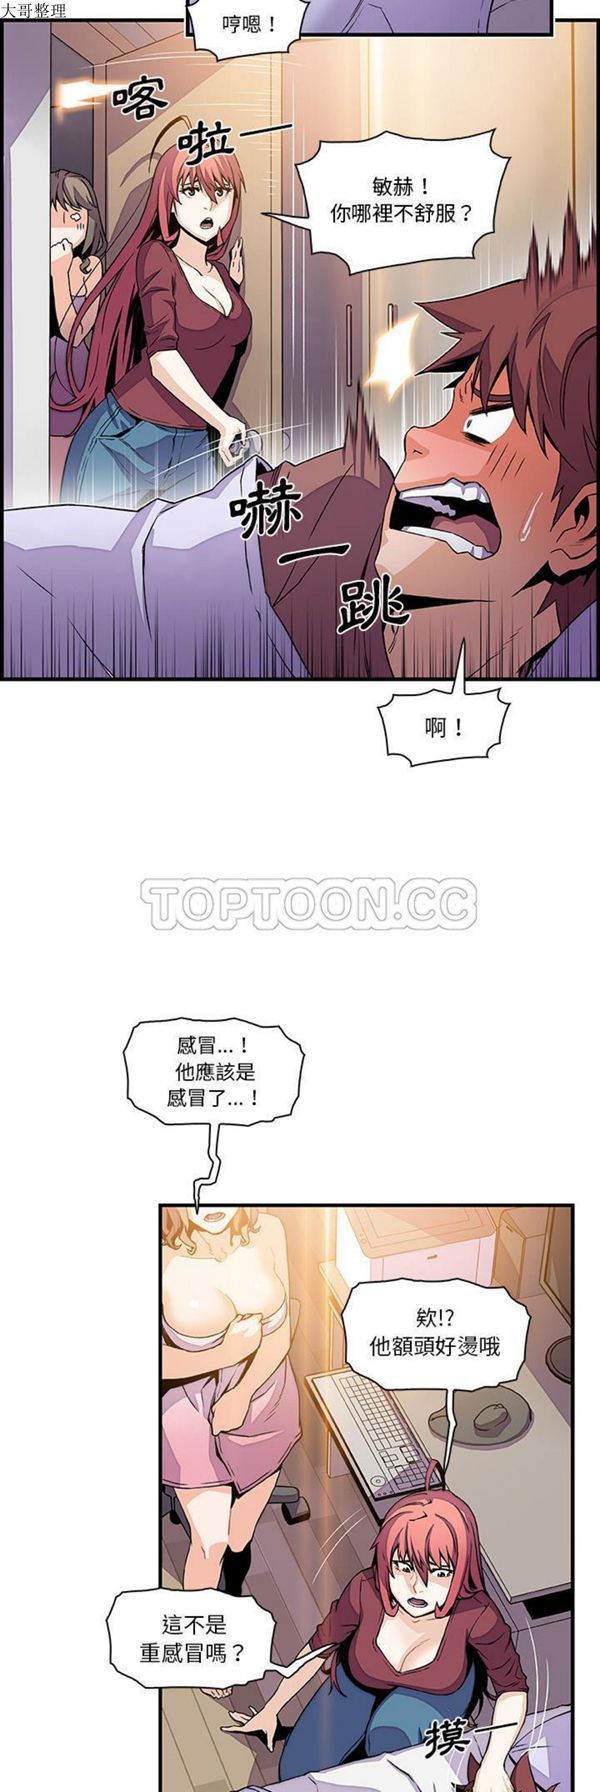 大哥整理
哼嗯！
喀
啦一
敏赫！
你哪裡不舒服？
嚇
一
跳
啊！
TOPTOON.CC
感冒...！
他應該是
感冒了...！
欸!?
他額頭好燙哦
這不是
重感冒嗎？
摸一